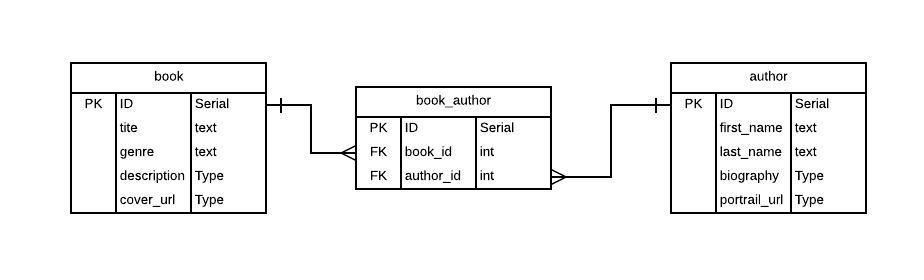 book
PK ID Serial
tite text
genre text
description Type
cover_url Type
book_author
PK ID Serial
FK book_id int
FK author_id int
author
PK ID Serial
first_name text
last_name text
biography Type
portrail_url Type